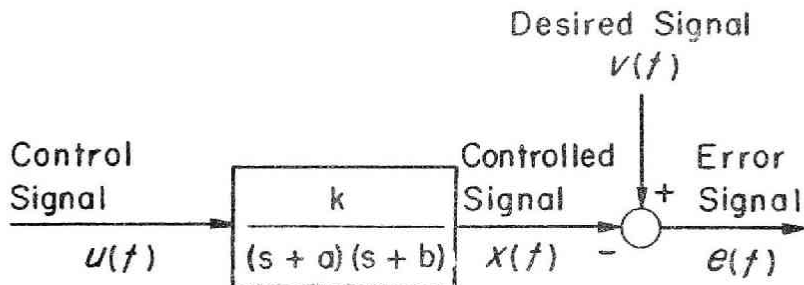 Desired Signal
v(t)
Control
Signal
u(t)
k
(s + a)(s + b)
Controlled
Signal
x(t)
+
-
Error
Signal
e(t)